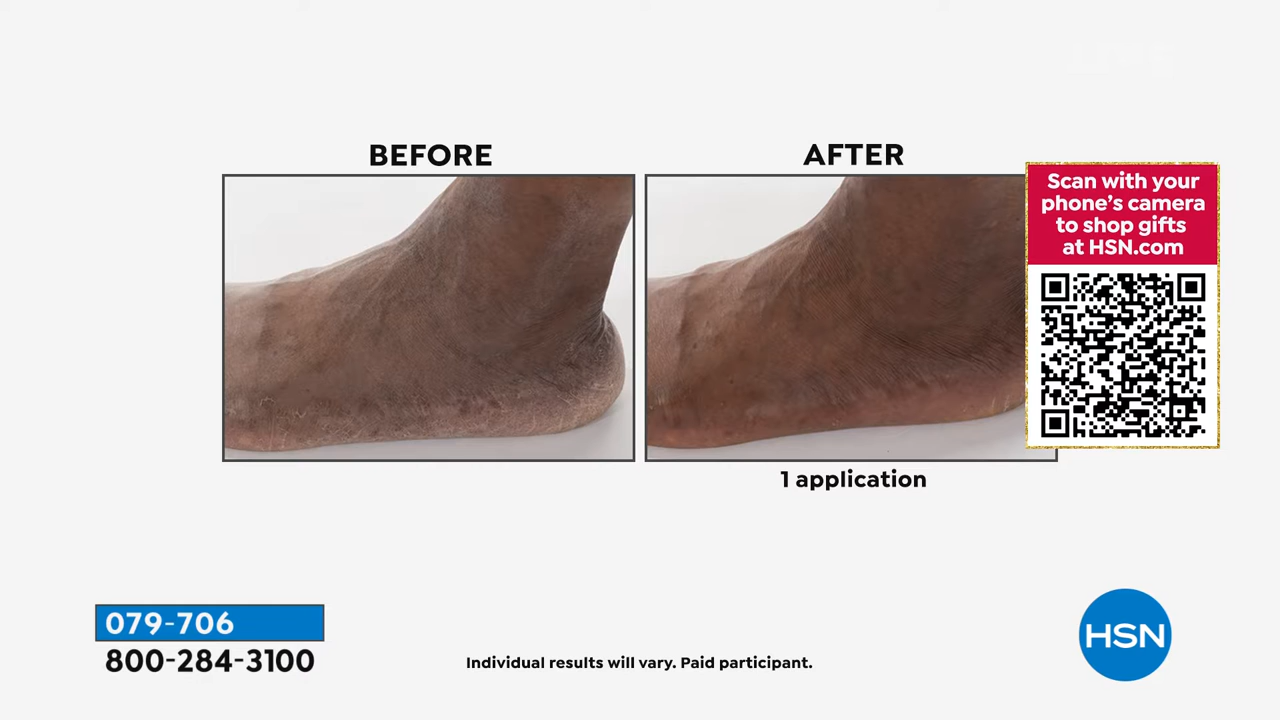 BEFORE
AFTER
Scan with your
phone's camera
to shop gifts
at HSN.com
1 application
079-706
800-284-3100
Individual results will vary. Paid participant.
HSN